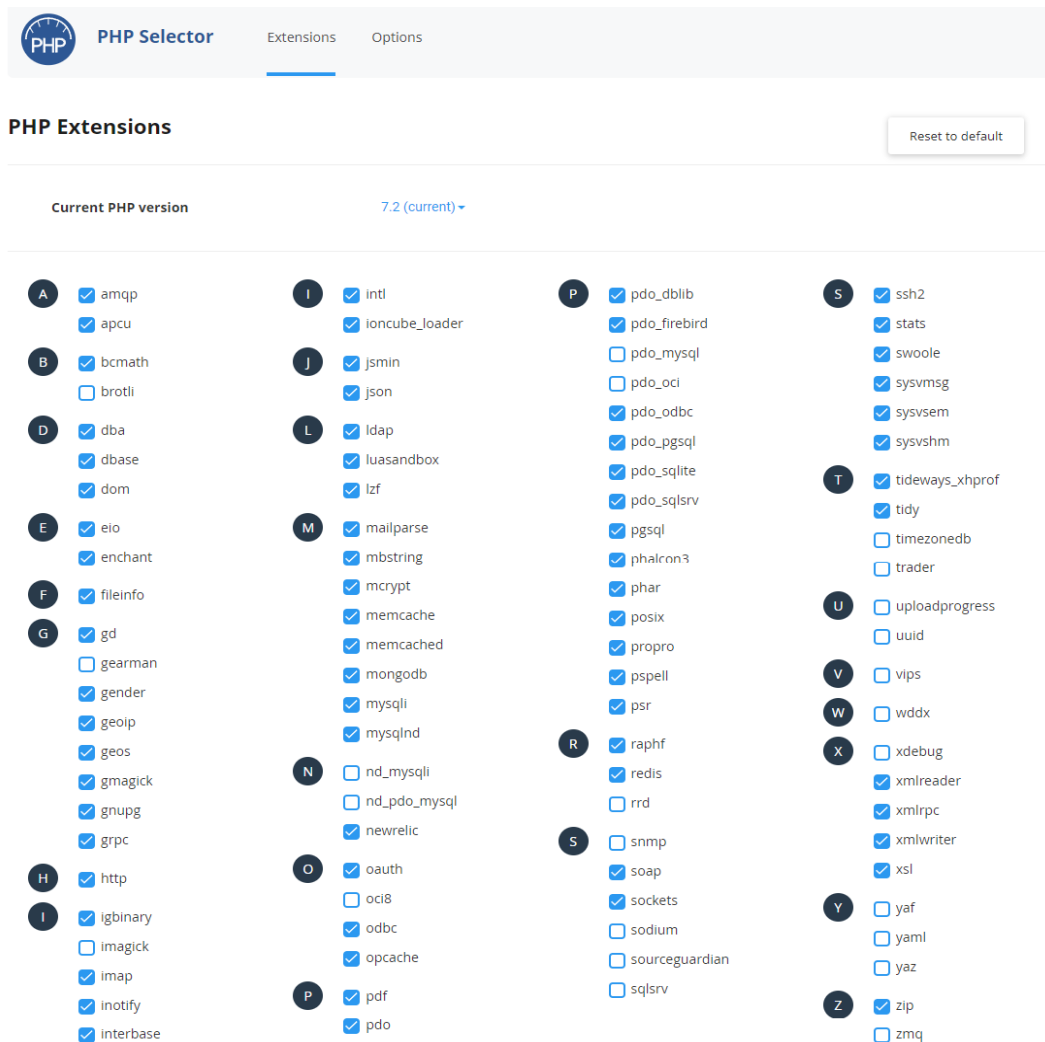 PHP
PHP Selector
Extensions
Options
PHP Extensions
Reset to default
Current PHP version
7.2 (current)
A
amqp
apcu
B
bcmath
brotli
D
dba
dbase
dom
E
eio
enchant
F
fileinfo
G
gd
gearman
gender
geoip
geos
gmagick
gnupg
grpc
H
http
I
igbinary
imagick
imap
inotify
interbase
I
intl
ioncube_loader
J
jsmin
json
L
ldap
luasandbox
lzf
M
mailparse
mbstring
mcrypt
memcache
memcached
mongodb
mysqli
mysqlnd
N
nd_mysqli
nd_pdo_mysql
newrelic
O
oauth
oci8
odbc
opcache
P
pdf
pdo
P
pdo_dblib
pdo_firebird
pdo_mysql
pdo_oci
pdo_odbc
pdo_pgsql
pdo_sqlite
pdo_sqlsrv
pgsql
phalcon3
phar
posix
propro
pspell
psr
R
raphf
redis
rrd
S
snmp
soap
sockets
sodium
sourceguardian
sqlsrv
S
ssh2
stats
swoole
sysvmsg
sysvsem
sysvshm
T
tideways_xhprof
tidy
timezonedb
trader
U
uploadprogress
uuid
V
vips
W
wddx
X
xdebug
xmlreader
xmlrpc
xmlwriter
xsl
Y
yaf
yaml
yaz
Z
zip
zmq